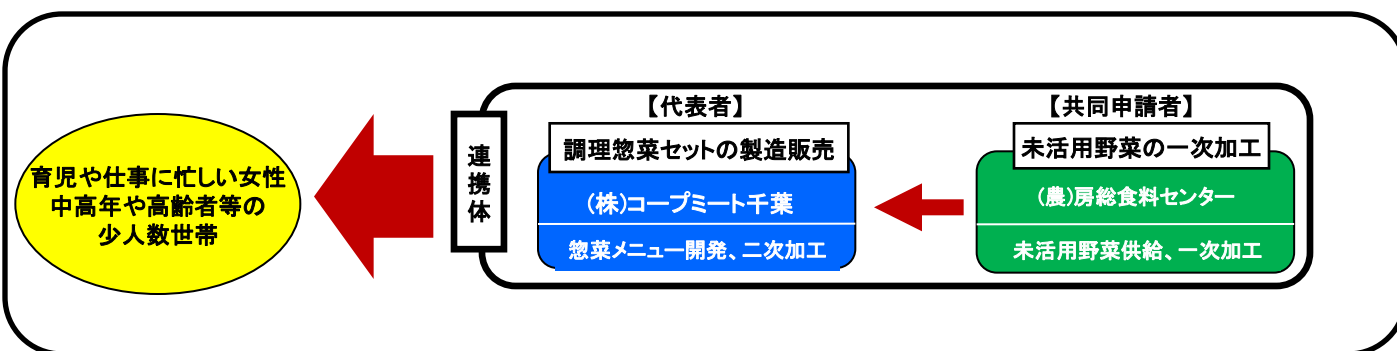 育児や仕事に忙しい女性
中高年や高齢者等の
少人数世帯
連携体
【代表者】
調理惣菜セットの製造販売
(株)コープミート千葉
惣菜メニュー開発、二次加工
【共同申請者】
未活用野菜の一次加工
(農)房総食料センター
未活用野菜供給、一次加工